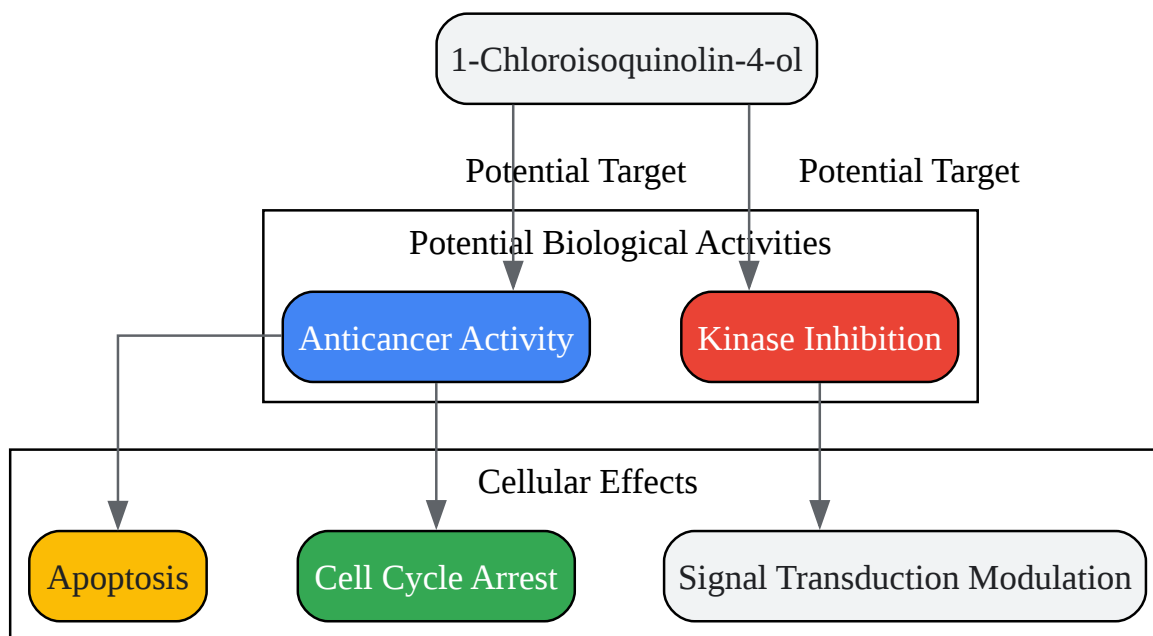 1-Chloroisoquinolin-4-ol
Potential Target
Potential Target
Potential Biological Activities
Anticancer Activity
Kinase Inhibition
Cellular Effects
Apoptosis
Cell Cycle Arrest
Signal Transduction Modulation